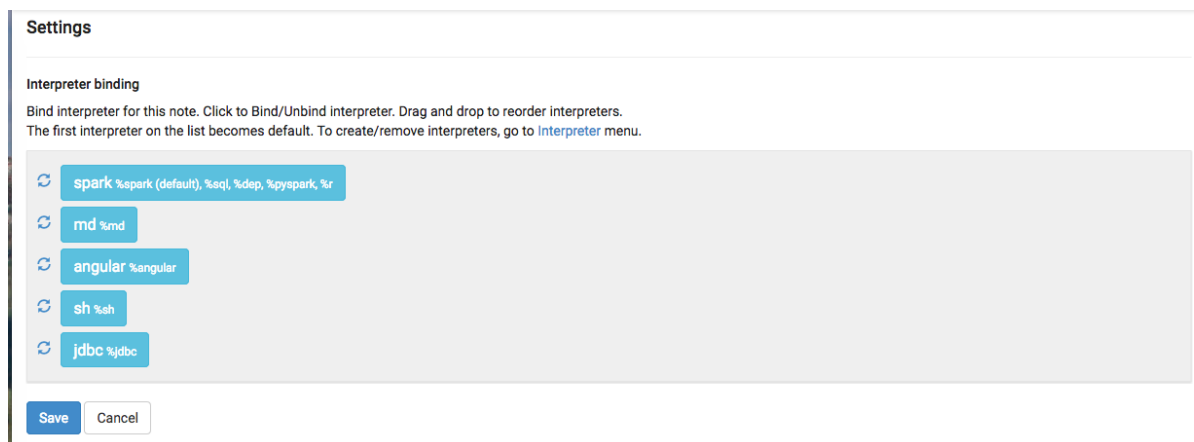 Settings
Interpreter binding
Bind interpreter for this note. Click to Bind/Unbind interpreter. Drag and drop to reorder interpreters.
The first interpreter on the list becomes default. To create/remove interpreters, go to Interpreter menu.
spark %spark (default), %sql, %dep, %pyspark, %r
md %md
angular %angular
sh %sh
jdbc %jdbc
Save Cancel